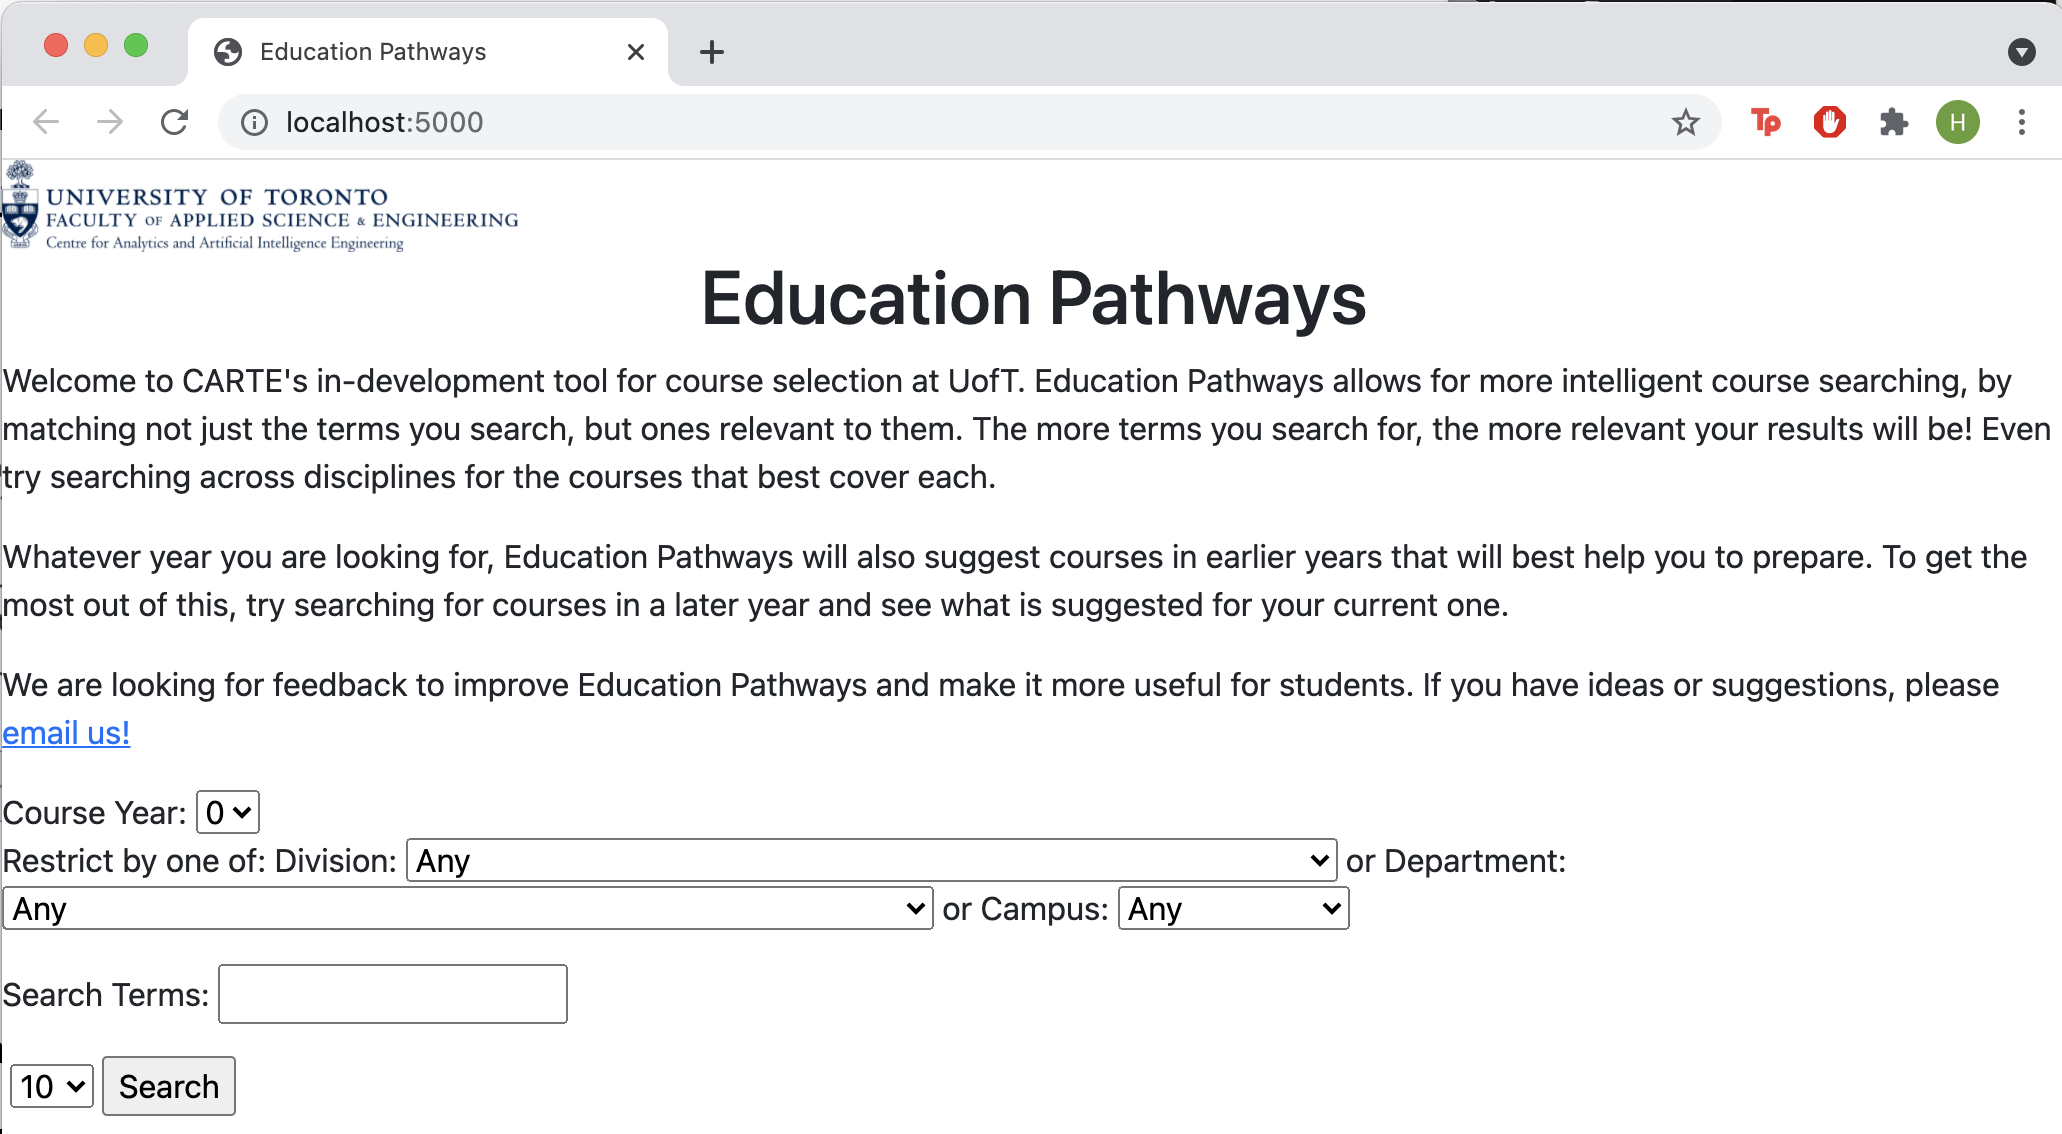 Education Pathways
localhost:5000
Tp
H
UNIVERSITY OF TORONTO
FACULTY OF APPLIED SCIENCE & ENGINEERING
Centre for Analytics and Artificial Intelligence Engineering
Education Pathways
Welcome to CARTE's in-development tool for course selection at UofT. Education Pathways allows for more intelligent course searching, by
matching not just the terms you search, but ones relevant to them. The more terms you search for, the more relevant your results will be! Even
try searching across disciplines for the courses that best cover each.
Whatever year you are looking for, Education Pathways will also suggest courses in earlier years that will best help you to prepare. To get the
most out of this, try searching for courses in a later year and see what is suggested for your current one.
We are looking for feedback to improve Education Pathways and make it more useful for students. If you have ideas or suggestions, please
email us!
Course Year: 0
Restrict by one of: Division: Any or Department:
Any or Campus: Any
Search Terms:
10 Search